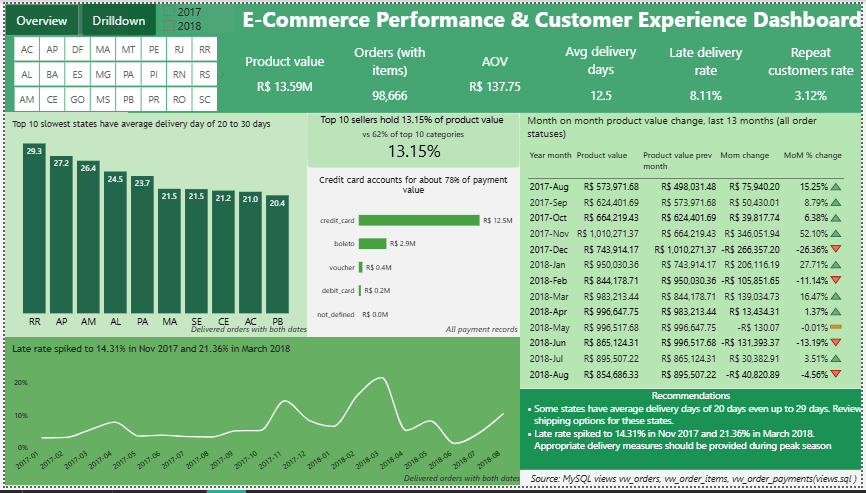 Overview
Drilldown
2017
2018
E-Commerce Performance & Customer Experience Dashboard
AC AP DF MA MT PE RJ RR
AL BA ES MG PA PI RN RS
AM CE GO MS PB PR RO SC
Product value
R$ 13.59M
Orders (with
items)
98,666
AOV
R$ 137.75
Avg delivery
days
12.5
Late delivery
rate
8.11%
Repeat
customers rate
3.12%
Top 10 slowest states have average delivery day of 20 to 30 days
29.3 27.2 26.4 24.5 23.7 21.5 21.5 21.2 21.0 20.4
RR AP AM AL PA MA SE CE AC PB
Delivered orders with both dates
Top 10 sellers hold 13.15% of product value
vs 62% of top 10 categories
13.15%
Credit card accounts for about 78% of payment
value
credit_card R$ 12.5M
boleto R$ 2.9M
voucher R$ 0.4M
debit_card R$ 0.2M
not_defined R$ 0.0M
All payment records
Month on month product value change, last 13 months (all order
statuses)
Year month Product value Product value prev Mom change MoM % change
month
2017-Aug R$ 573,971.68 R$ 498,031.48 R$ 75,940.20 15.25%
2017-Sep R$ 624,401.69 R$ 573,971.68 R$ 50,430.01 8.79%
2017-Oct R$ 664,219.43 R$ 624,401.69 R$ 39,817.74 6.38%
2017-Nov R$ 1,010,271.37 R$ 664,219.43 R$ 346,051.94 52.10%
2017-Dec R$ 743,914.17 R$ 1,010,271.37 -R$ 266,357.20 -26.36%
2018-Jan R$ 950,030.36 R$ 743,914.17 R$ 206,116.19 27.71%
2018-Feb R$ 844,178.71 R$ 950,030.36 -R$ 105,851.65 -11.14%
2018-Mar R$ 983,213.44 R$ 844,178.71 R$ 139,034.73 16.47%
2018-Apr R$ 996,647.75 R$ 983,213.44 R$ 13,434.31 1.37%
2018-May R$ 996,517.68 R$ 996,647.75 -R$ 130.07 -0.01%
2018-Jun R$ 865,124.31 R$ 996,517.68 -R$ 131,393.37 -13.19%
2018-Jul R$ 895,507.22 R$ 865,124.31 R$ 30,382.91 3.51%
2018-Aug R$ 854,686.33 R$ 895,507.22 -R$ 40,820.89 -4.56%
Late rate spiked to 14.31% in Nov 2017 and 21.36% in March 2018
20%
10%
0%
2017-01 2017-02 2017-03 2017-04 2017-05 2017-06 2017-07 2017-08 2017-09 2017-10 2017-11 2017-12 2018-01 2018-02 2018-03 2018-04 2018-05 2018-06 2018-07 2018-08
Delivered orders with both dates
Recommendations
• Some states have average delivery days of 20 days even up to 29 days. Review
shipping options for these states.
• Late rate spiked to 14.31% in Nov 2017 and 21.36% in March 2018.
Appropriate delivery measures should be provided during peak season
Source: MySQL views vw_orders, vw_order_items, vw_order_payments(views.sql )